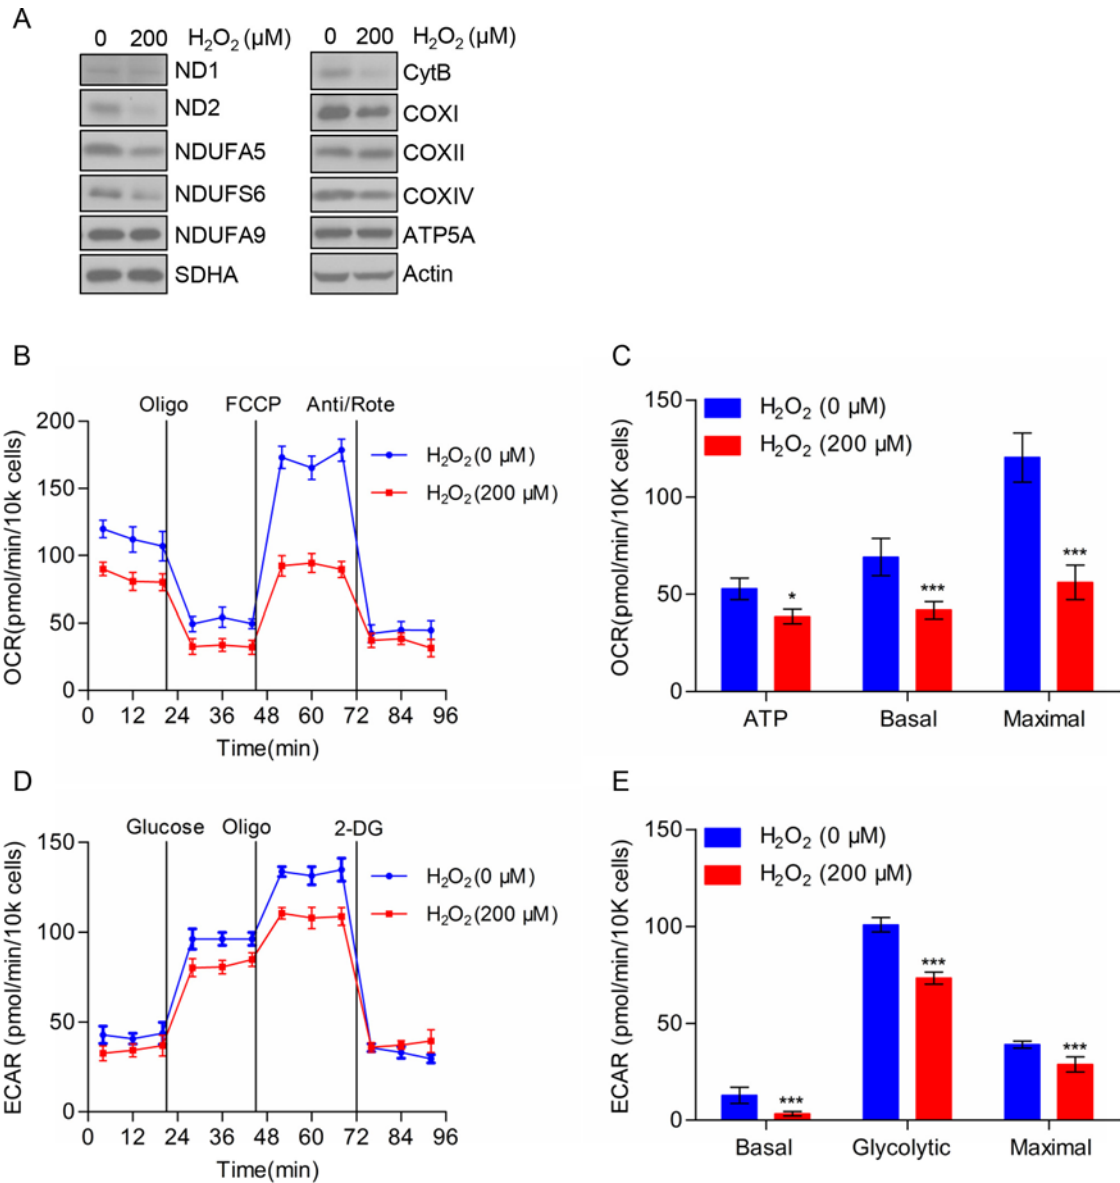 A
0 200 H₂O₂ (µM)
ND1
ND2
NDUFA5
NDUFS6
NDUFA9
SDHA
0 200 H₂O₂ (µM)
CytB
COXI
COXII
COXIV
ATP5A
Actin
B
Oligo FCCP Anti/Rote
OCR(pmol/min/10k cells)
200
150
100
50
0
H₂O₂(0 µM)
H₂O₂(200 µM)
0 12 24 36 48 60 72 84 96
Time(min)
C
OCR(pmol/min/10K cells)
150
100
50
0
H₂O₂ (0 µM)
H₂O₂ (200 µM)
*
***
***
ATP Basal Maximal
D
Glucose Oligo 2-DG
ECAR (pmol/min/10k cells)
150
100
50
0
H₂O₂(0 µM)
H₂O₂(200 µM)
0 12 24 36 48 60 72 84 96
Time(min)
E
ECAR (pmol/min/10K cells)
150
100
50
0
H₂O₂ (0 µM)
H₂O₂ (200 µM)
***
***
***
Basal Glycolytic Maximal